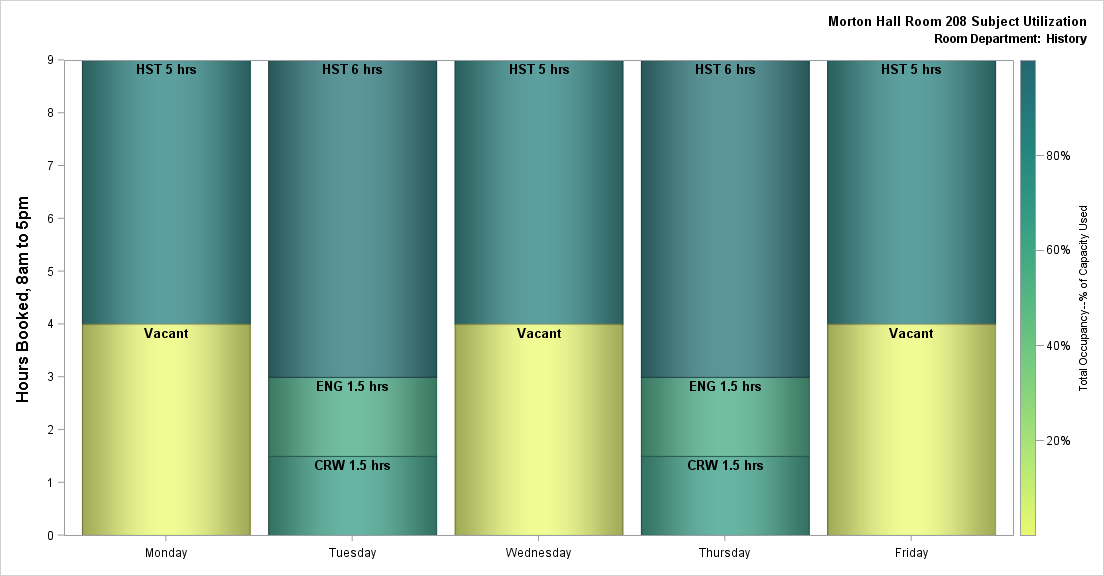 Morton Hall Room 208 Subject Utilization
Room Department: History
Hours Booked, 8am to 5pm
9
8
7
6
5
4
3
2
1
0
HST 5 hrs
Vacant
HST 6 hrs
ENG 1.5 hrs
CRW 1.5 hrs
HST 5 hrs
Vacant
HST 6 hrs
ENG 1.5 hrs
CRW 1.5 hrs
HST 5 hrs
Vacant
Monday
Tuesday
Wednesday
Thursday
Friday
80%
60%
40%
20%
Total Occupancy--% of Capacity Used